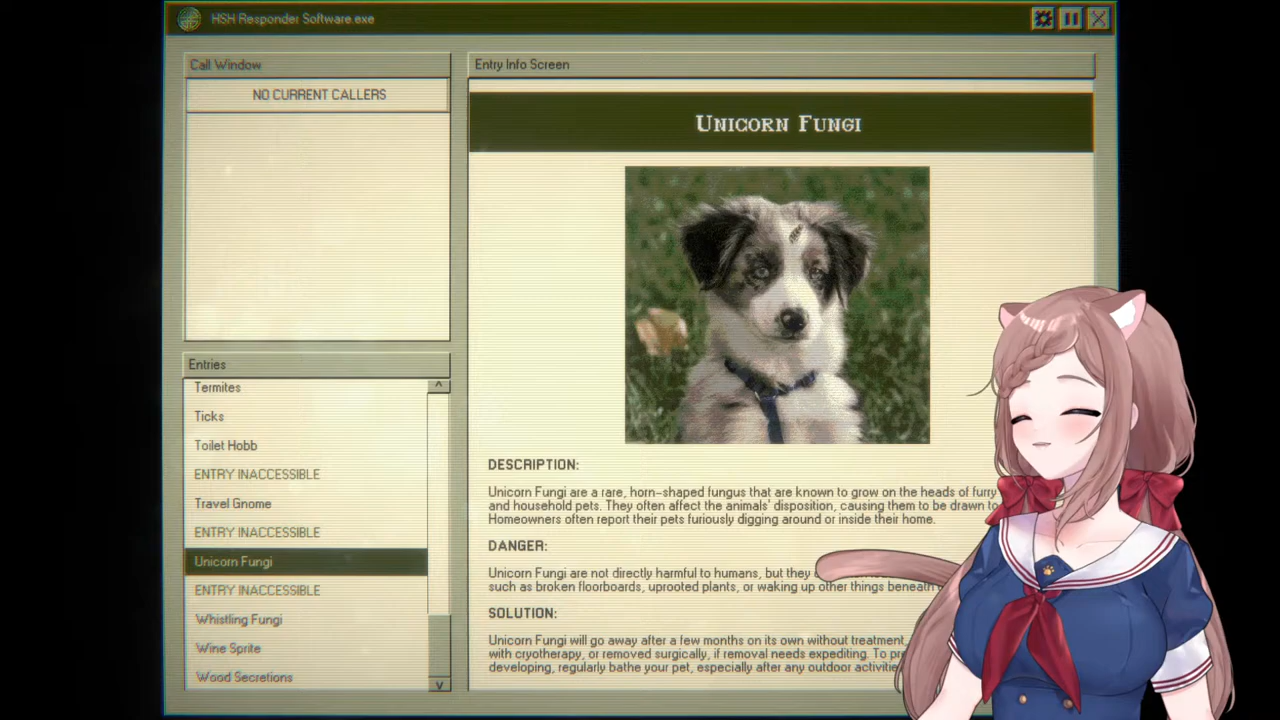 HSH Responder Software.exe
Call Window
NO CURRENT CALLERS
Entries
Termites
Ticks
Toilet Hobb
ENTRY INACCESSIBLE
Travel Gnome
ENTRY INACCESSIBLE
Unicorn Fungi
ENTRY INACCESSIBLE
Whistling Fungi
Wine Sprite
Wood Secretions
Entry Info Screen
Unicorn Fungi
DESCRIPTION:
Unicorn Fungi are a rare, horn-shaped fungus that are known to grow on the heads of furry
and household pets. They often affect the animals' disposition, causing them to be drawn to
Homeowners often report their pets furiously digging around or inside their home.
DANGER:
Unicorn Fungi are not directly harmful to humans, but they
such as broken floorboards, uprooted plants, or waking up other things beneath
SOLUTION:
Unicorn Fungi will go away after a few months on its own without treatment
with cryotherapy, or removed surgically, if removal needs expediting. To
developing, regularly bathe your pet, especially after any outdoor